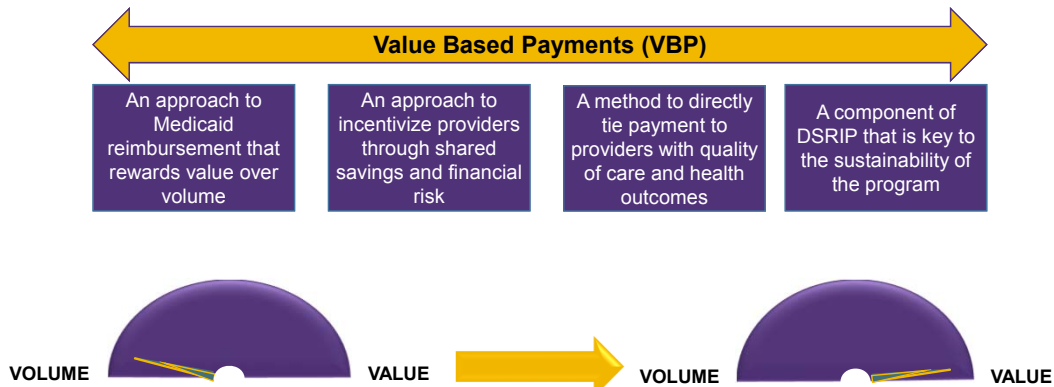 Value Based Payments (VBP)
An approach to
Medicaid
reimbursement that
rewards value over
volume
An approach to
incentivize providers
through shared
savings and financial
risk
A method to directly
tie payment to
providers with quality
of care and health
outcomes
A component of
DSRIP that is key to
the sustainability of
the program
VOLUME
VALUE
VOLUME
VALUE